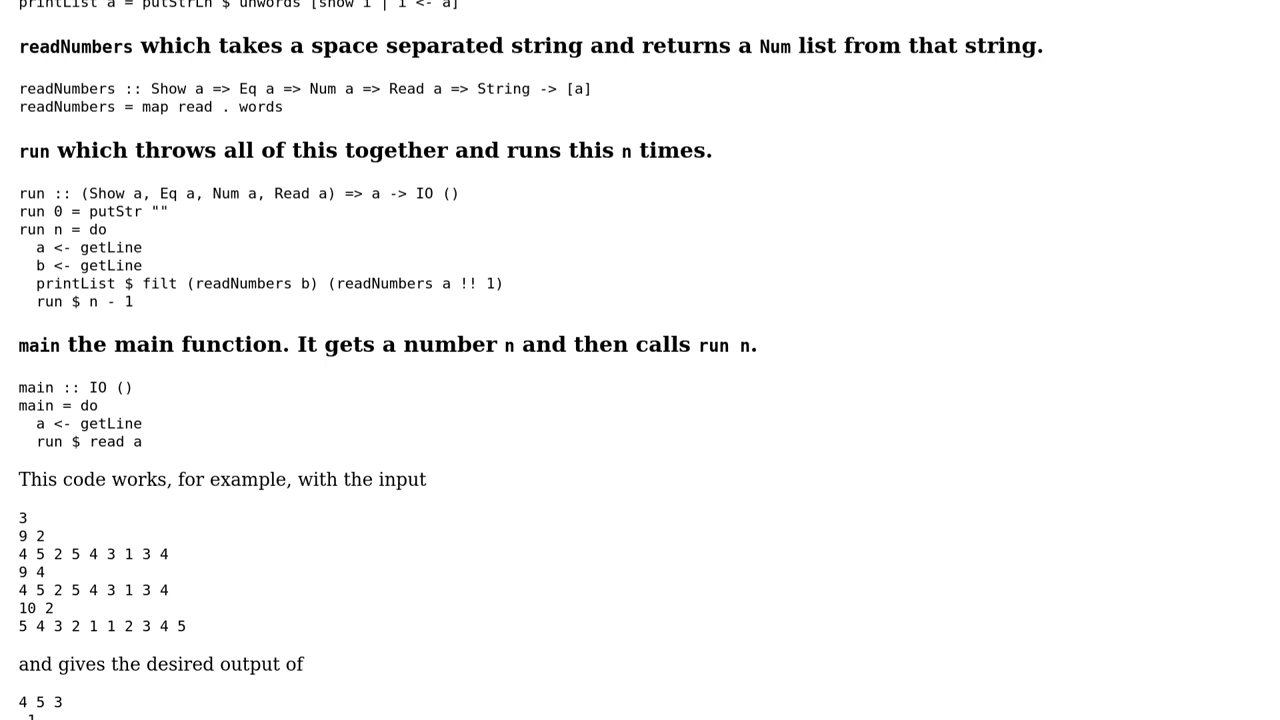 printList a = putStrLn $ unwords [show i | i <- a]
readNumbers which takes a space separated string and returns a Num list from that string.
readNumbers :: Show a => Eq a => Num a => Read a => String -> [a]
readNumbers = map read . words
run which throws all of this together and runs this n times.
run :: (Show a, Eq a, Num a, Read a) => a -> IO ()
run 0 = putStr ""
run n = do
  a <- getLine
  b <- getLine
  printList $ filt (readNumbers b) (readNumbers a !! 1)
  run $ n - 1
main the main function. It gets a number n and then calls run n.
main :: IO ()
main = do
  a <- getLine
  run $ read a
This code works, for example, with the input
3
9 2
4 5 2 5 4 3 1 3 4
9 4
4 5 2 5 4 3 1 3 4
10 2
5 4 3 2 1 1 2 3 4 5
and gives the desired output of
4 5 3